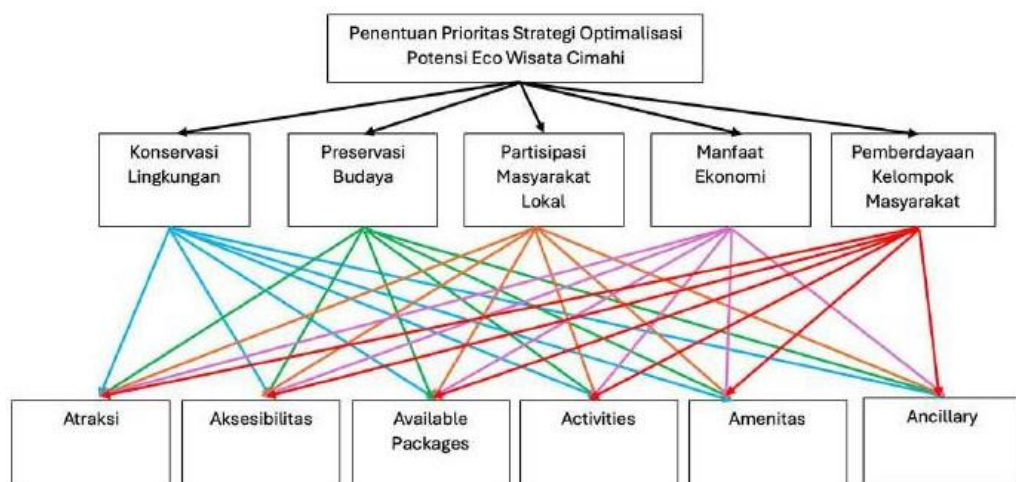 Penentuan Prioritas Strategi Optimalisasi
Potensi Eco Wisata Cimahi
Konservasi
Lingkungan
Preservasi
Budaya
Partisipasi
Masyarakat
Lokal
Manfaat
Ekonomi
Pemberdayaan
Kelompok
Masyarakat
Atraksi
Aksesibilitas
Available
Packages
Activities
Amenitas
Ancillary